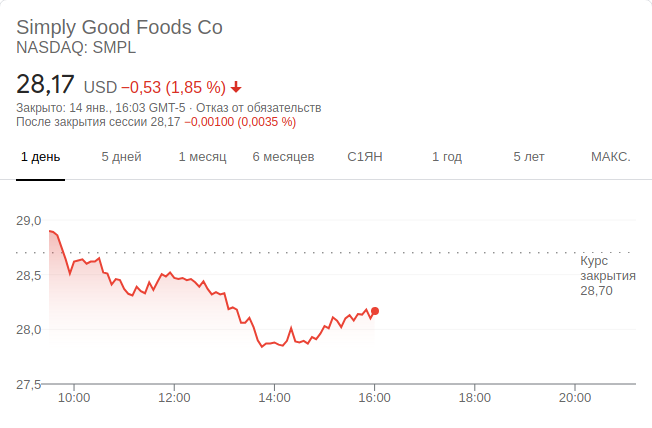 Simply Good Foods Co
NASDAQ: SMPL
28,17 USD −0,53 (1,85 %)
Закрыто: 14 янв., 16:03 GMT-5 · Отказ от обязательств
После закрытия сессии 28,17 −0,00100 (0,0035 %)
1 день 5 дней 1 месяц 6 месяцев С1ЯН 1 год 5 лет МАКС.
29,0
Курс
28,5 закрытия
28,70
28,0
27,5
10:00 12:00 14:00 16:00 18:00 20:00